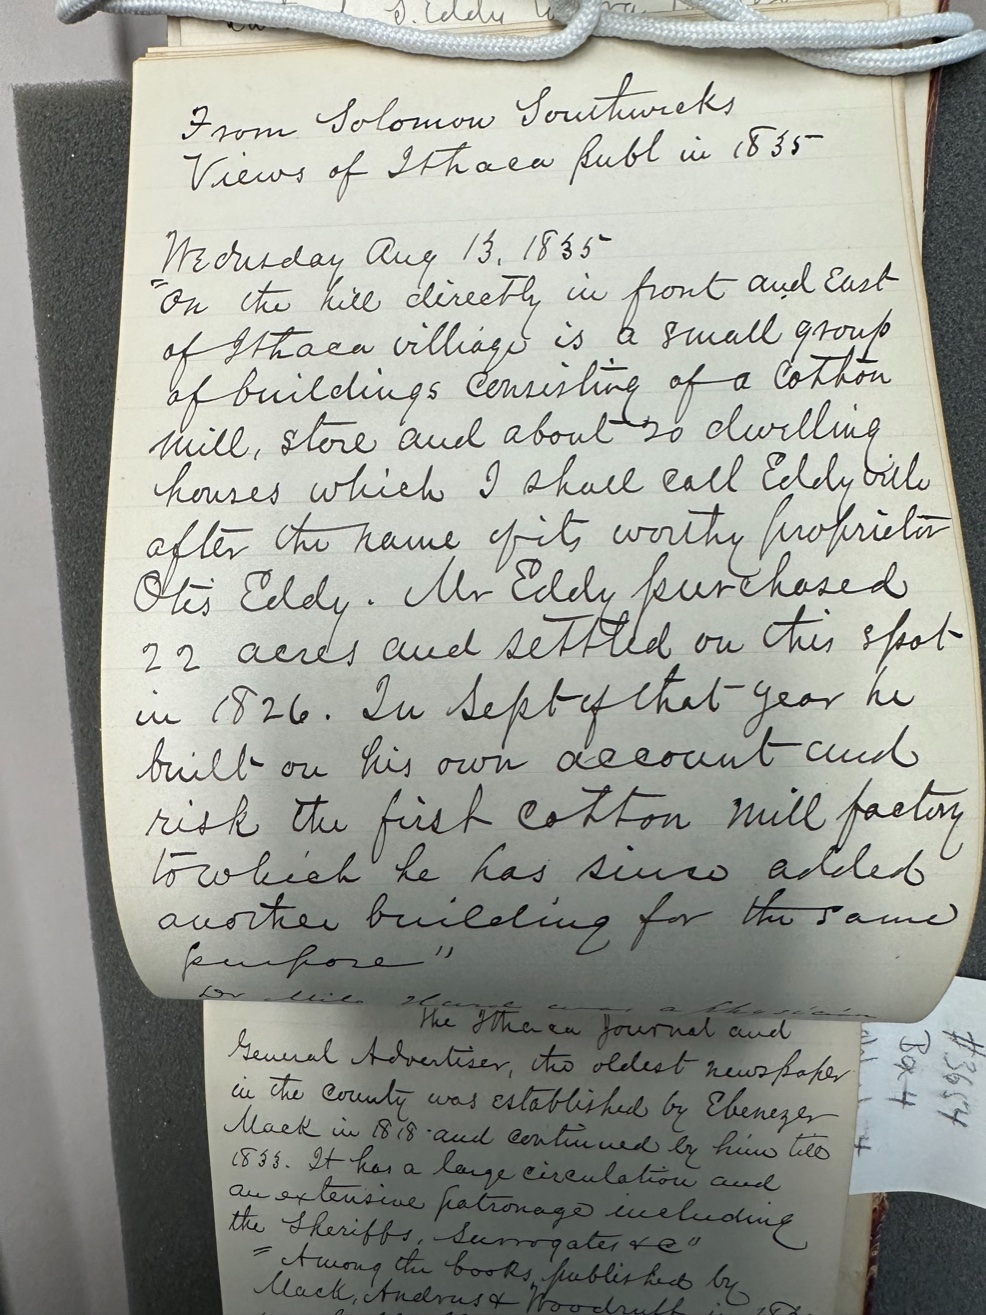 S. Eddy
From Solomon Southwicks
Views of Ithaca publ in 1835
Wednesday Aug 13, 1835
"On the hill directly in front and East
of Ithaca villiage is a small group
of buildings consisting of a cotton
mill, store and about 20 dwelling
houses which I shall call Eddyville
after the name of its worthy proprietor
Otis Eddy. Mr Eddy purchased
22 acres and settled on this spot
in 1826. In Sept of that year he
built on his own account and
risk the first cotton mill factory
to which he has since added
another building for the same
purpose"
Dr was a
The Ithaca Journal and
General Advertiser, the oldest newspaper
in the county was established by Ebenezer
Mack in 1818 and continued by him till
1833. It has a large circulation and
an extensive patronage including
the Sheriffs, Surrogates &c"
"Among the books published by
Mack, Andrus & Woodruff in
#3654
Box 4